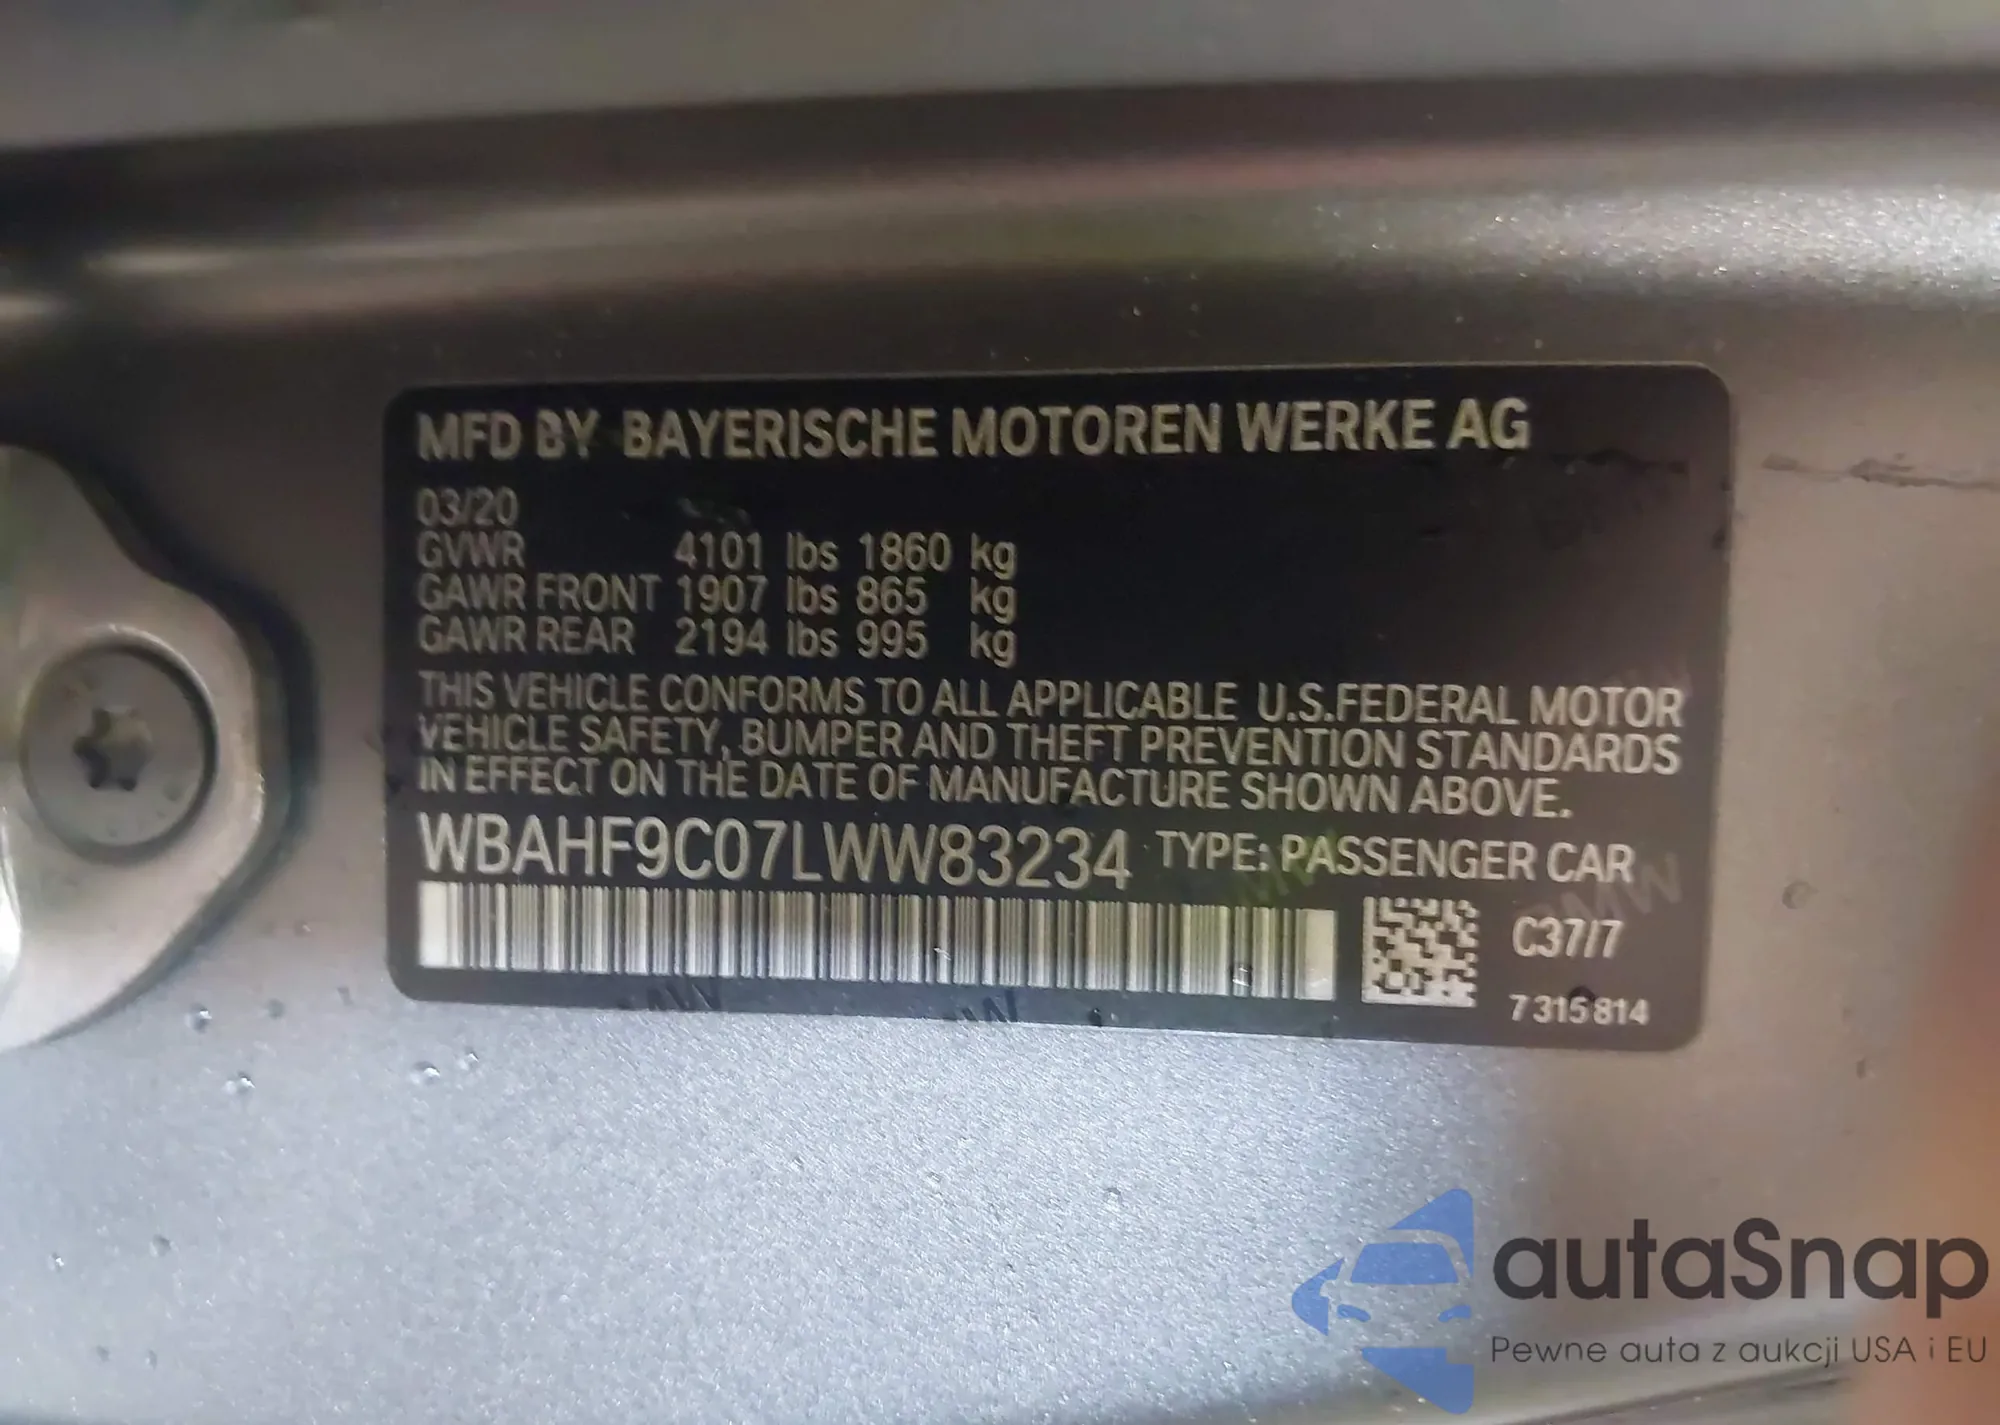 MFD BY BAYERISCHE MOTOREN WERKE AG
03/20
GVWR 4101 lbs 1860 kg
GAWR FRONT 1907 lbs 865 kg
GAWR REAR 2194 lbs 995 kg
THIS VEHICLE CONFORMS TO ALL APPLICABLE U.S.FEDERAL MOTOR
VEHICLE SAFETY, BUMPER AND THEFT PREVENTION STANDARDS
IN EFFECT ON THE DATE OF MANUFACTURE SHOWN ABOVE.
WBAHF9C07LWW83234 TYPE: PASSENGER CAR
BMW
C37/7
7 315 814
autaSnap
Pewne auta z aukcji USA i EU